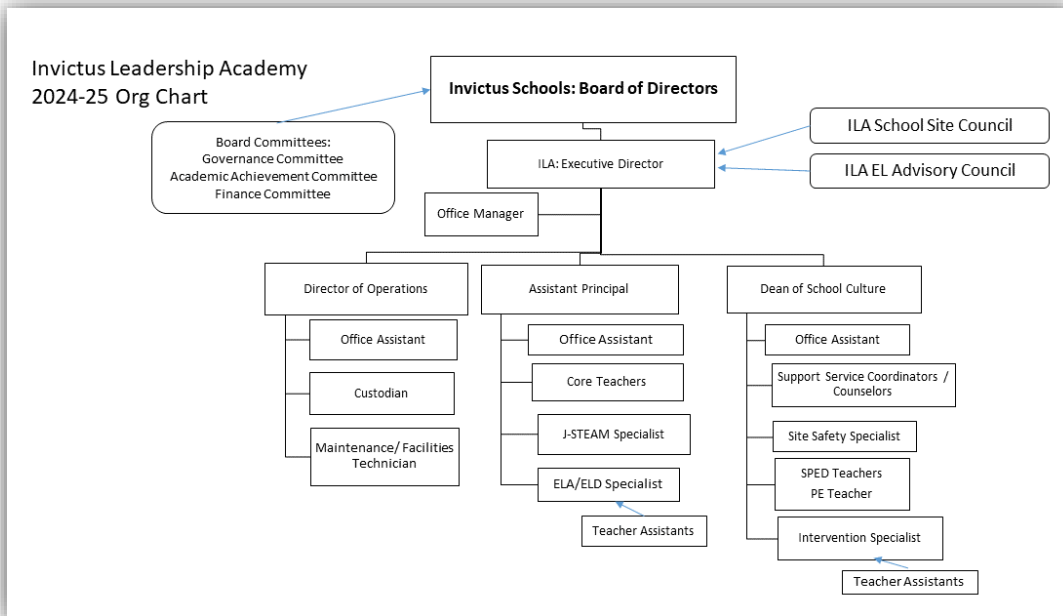 Invictus Leadership Academy
2024-25 Org Chart
Invictus Schools: Board of Directors
Board Committees:
Governance Committee
Academic Achievement Committee
Finance Committee
ILA School Site Council
ILA: Executive Director
ILA EL Advisory Council
Office Manager
Director of Operations
Assistant Principal
Dean of School Culture
Office Assistant
Custodian
Maintenance/ Facilities
Technician
Office Assistant
Core Teachers
J-STEAM Specialist
ELA/ELD Specialist
Teacher Assistants
Office Assistant
Support Service Coordinators /
Counselors
Site Safety Specialist
SPED Teachers
PE Teacher
Intervention Specialist
Teacher Assistants